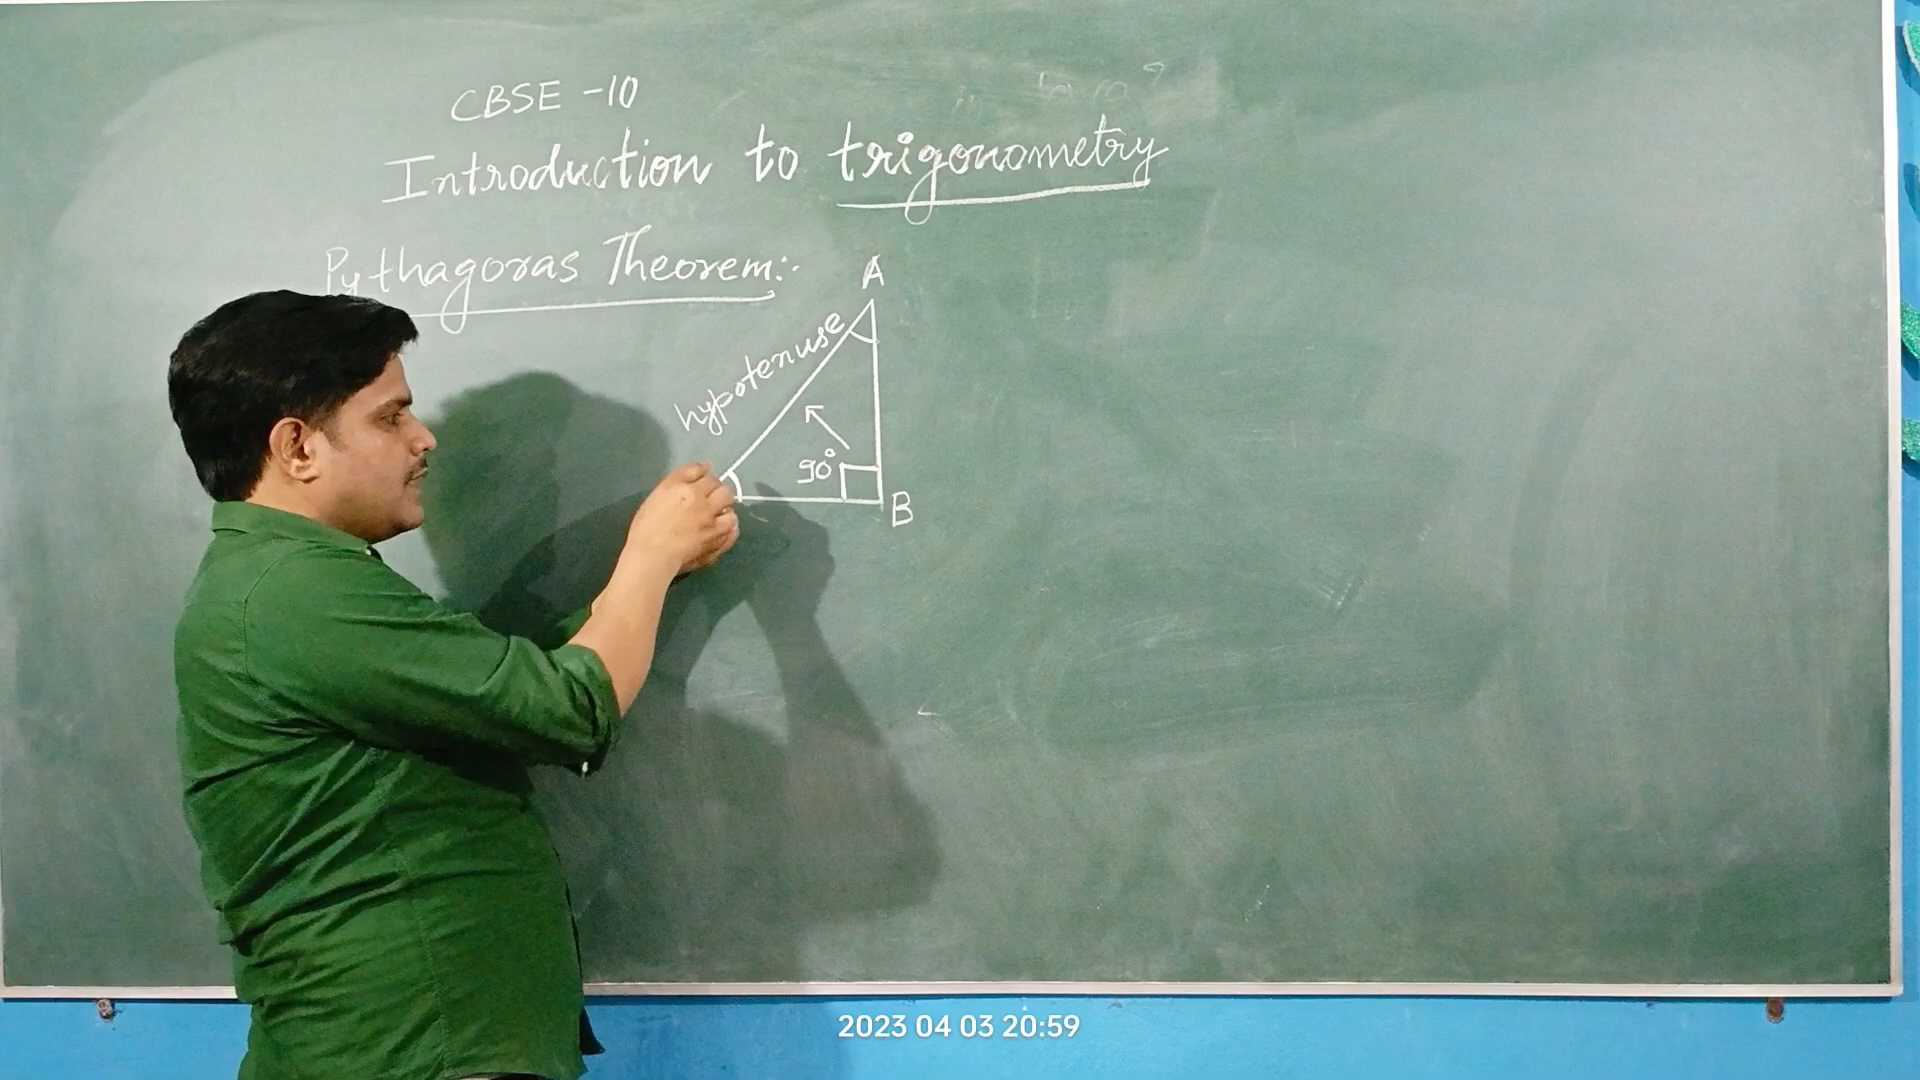 CBSE -10
Introduction to trigonometry
Pythagoras Theorem:-
A
hypotenuse
90°
B
2023 04 03 20:59